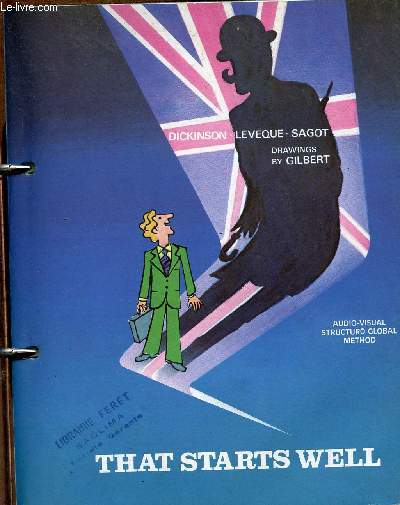 Le-livre.com
DICKINSON - LEVEQUE - SAGOT
DRAWINGS
BY GILBERT
AUDIO-VISUAL
STRUCTURO GLOBAL
METHOD
LIBRAIRIE FERET
THAT STARTS WELL